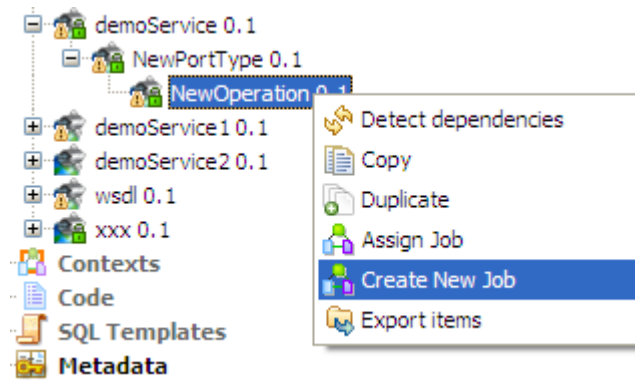 demoService 0.1
NewPortType 0.1
NewOperation 0.1
Detect dependencies
demoService1 0.1
Copy
demoService2 0.1
Duplicate
wsdl 0.1
Assign Job
xxx 0.1
Contexts
Create New Job
Code
Export items
SQL Templates
Metadata